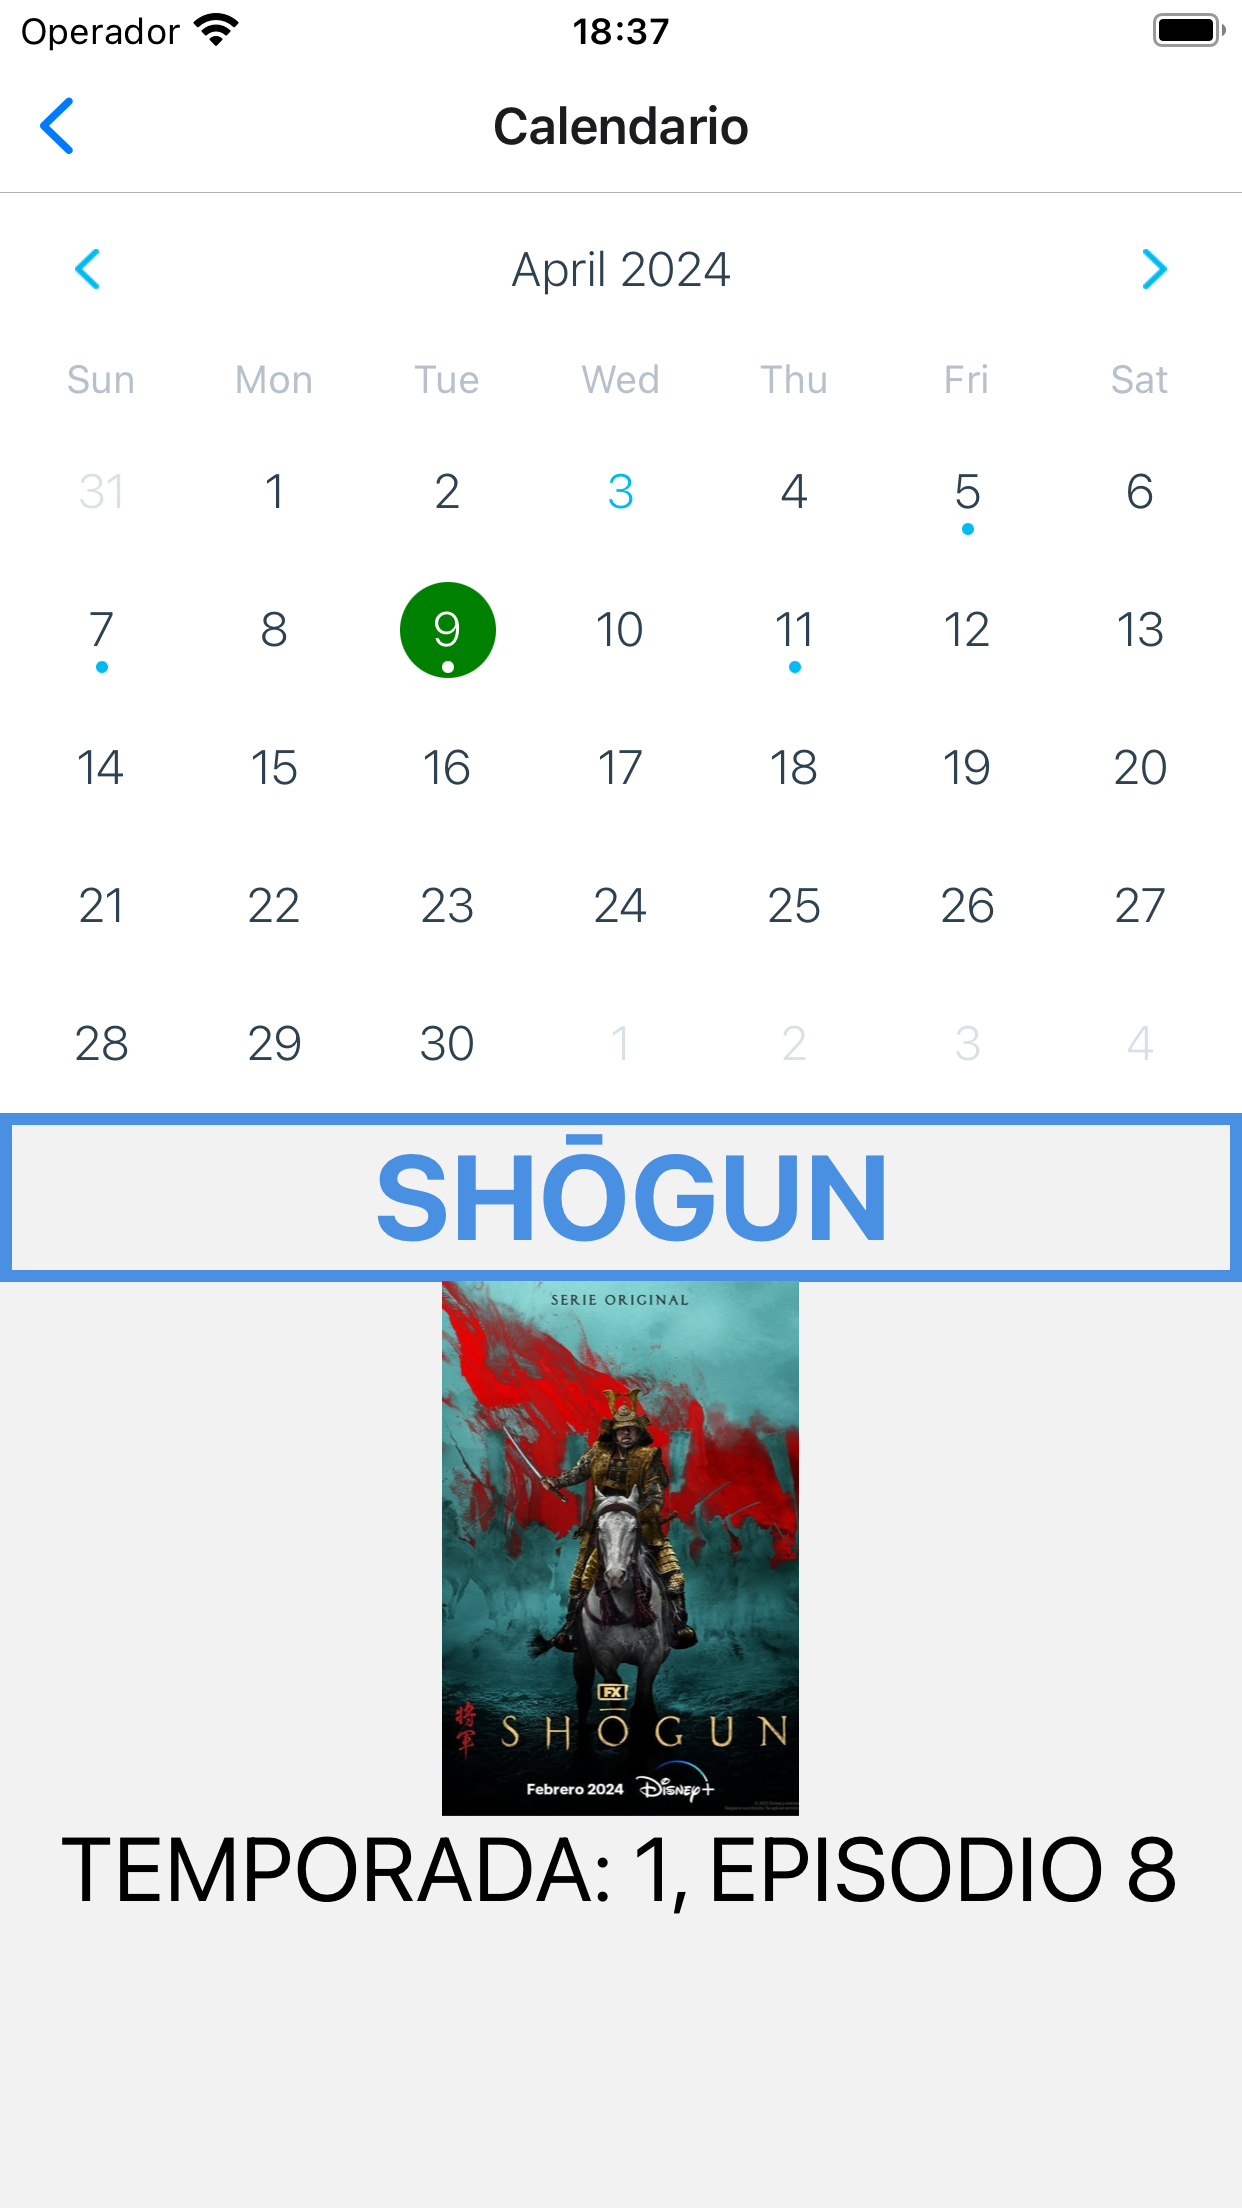 Operador 18:37
Calendario
April 2024
Sun Mon Tue Wed Thu Fri Sat
31 1 2 3 4 5 6
7 8 9 10 11 12 13
14 15 16 17 18 19 20
21 22 23 24 25 26 27
28 29 30 1 2 3 4
SHŌGUN
SERIE ORIGINAL
FX
將軍
SHŌGUN
Febrero 2024 Disney+
TEMPORADA: 1, EPISODIO 8